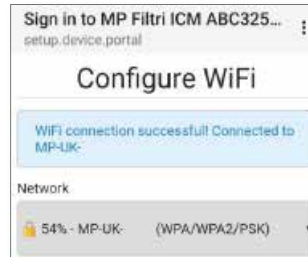 Sign in to MP Filtri ICM ABC325...
setup.device.portal
Configure WiFi
WiFi connection successful! Connected to
MP-UK-
Network
54% - MP-UK- (WPA/WPA2/PSK)